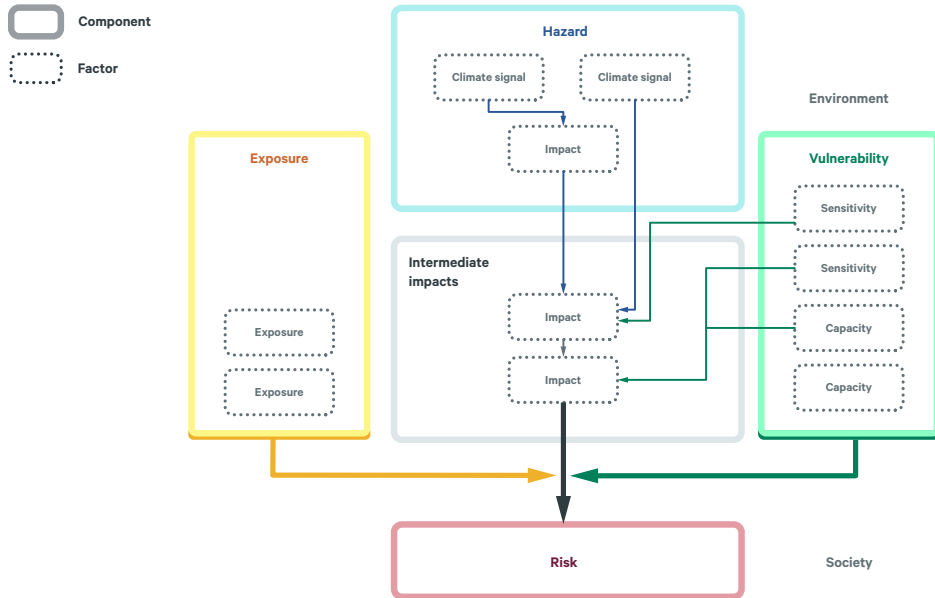 Component
Factor
Hazard
Climate signal
Climate signal
Impact
Environment
Exposure
Exposure
Exposure
Intermediate
impacts
Impact
Impact
Vulnerability
Sensitivity
Sensitivity
Capacity
Capacity
Risk
Society